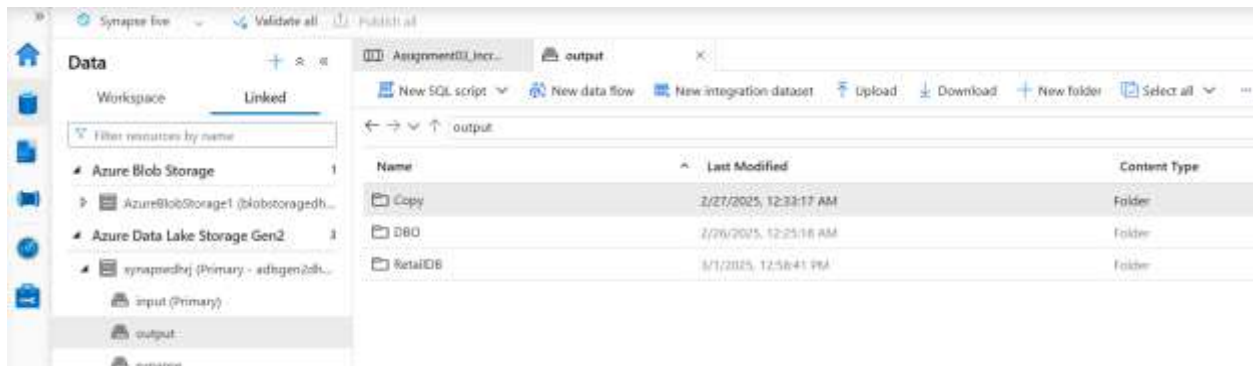 Synapse live
Validate all
Publish all
Data
Workspace
Linked
Filter resources by name
Azure Blob Storage 1
AzureBlobStorage1 (blobstoragedh...
Azure Data Lake Storage Gen2 3
(Primary - adlsgen2dh...
input (Primary)
output
Assignment03_Incr...
output
New SQL script
New data flow
New integration dataset
Upload
Download
New folder
Select all
output
Name Last Modified Content Type
Copy 2/27/2025, 12:33:17 AM Folder
DBO 2/26/2025, 12:25:18 AM Folder
RetailDB 3/1/2025, 12:58:41 PM Folder